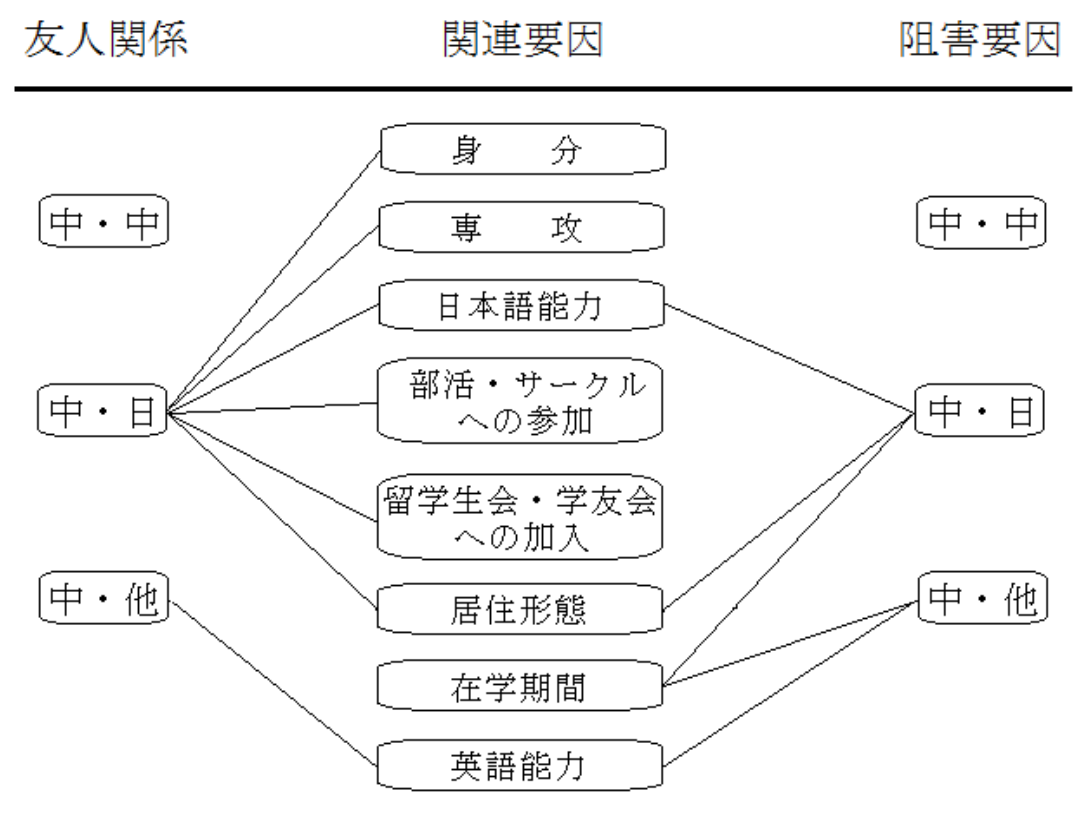 友人関係 関連要因 阻害要因
身 分
中・中 専 攻 中・中
日本語能力
中・日 部活・サークル 中・日
への参加
留学生会・学友会
への加入
中・他 居住形態 中・他
在学期間
英語能力